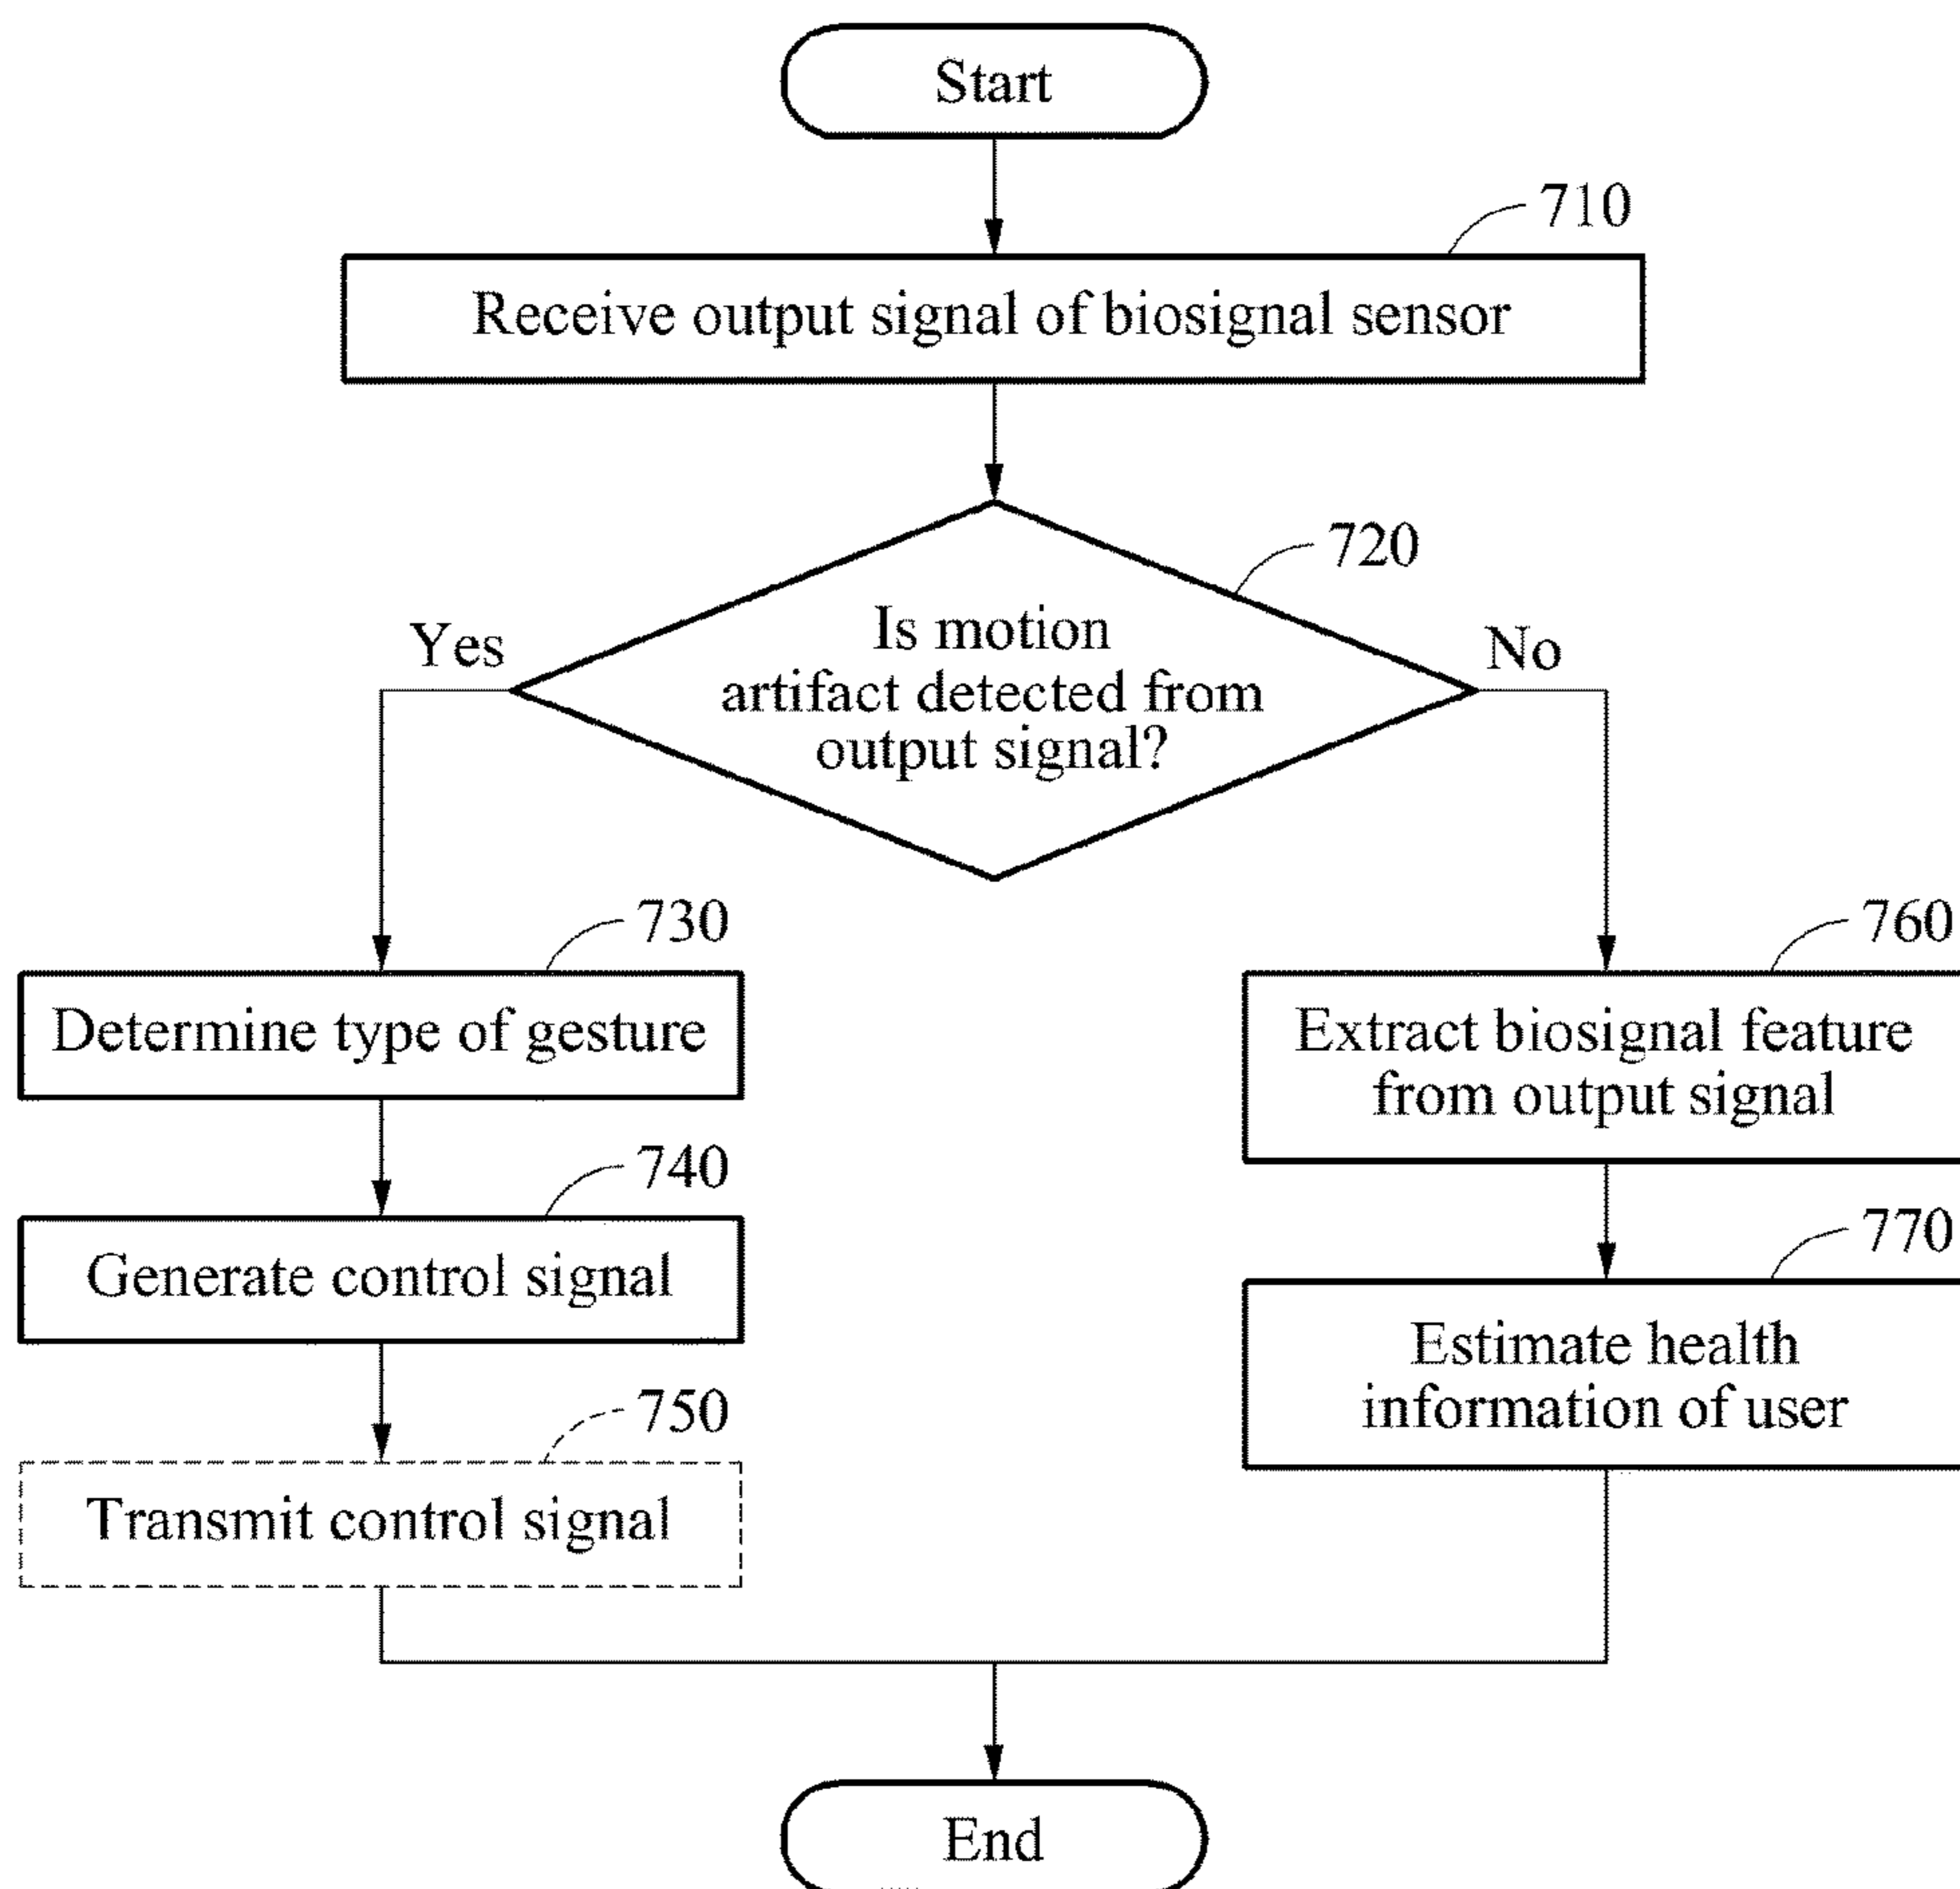 Start
710
Receive output signal of biosignal sensor
720
Is motion
artifact detected from
output signal?
Yes
No
730
Determine type of gesture
740
Generate control signal
750
Transmit control signal
760
Extract biosignal feature
from output signal
770
Estimate health
information of user
End